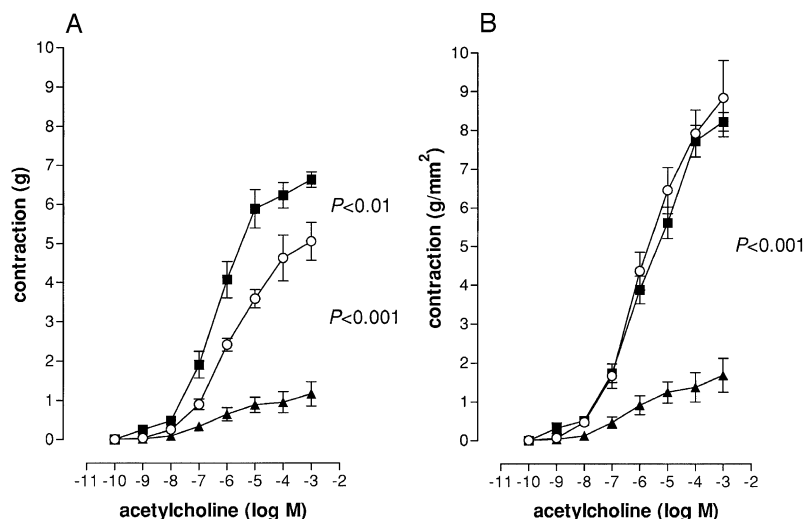 A
10
9
8
7
6
5
4
3
2
1
0
contraction (g)
P<0.01
P<0.001
-11 -10 -9 -8 -7 -6 -5 -4 -3 -2
acetylcholine (log M)
B
10
9
8
7
6
5
4
3
2
1
0
contraction (g/mm²)
P<0.001
-11 -10 -9 -8 -7 -6 -5 -4 -3 -2
acetylcholine (log M)